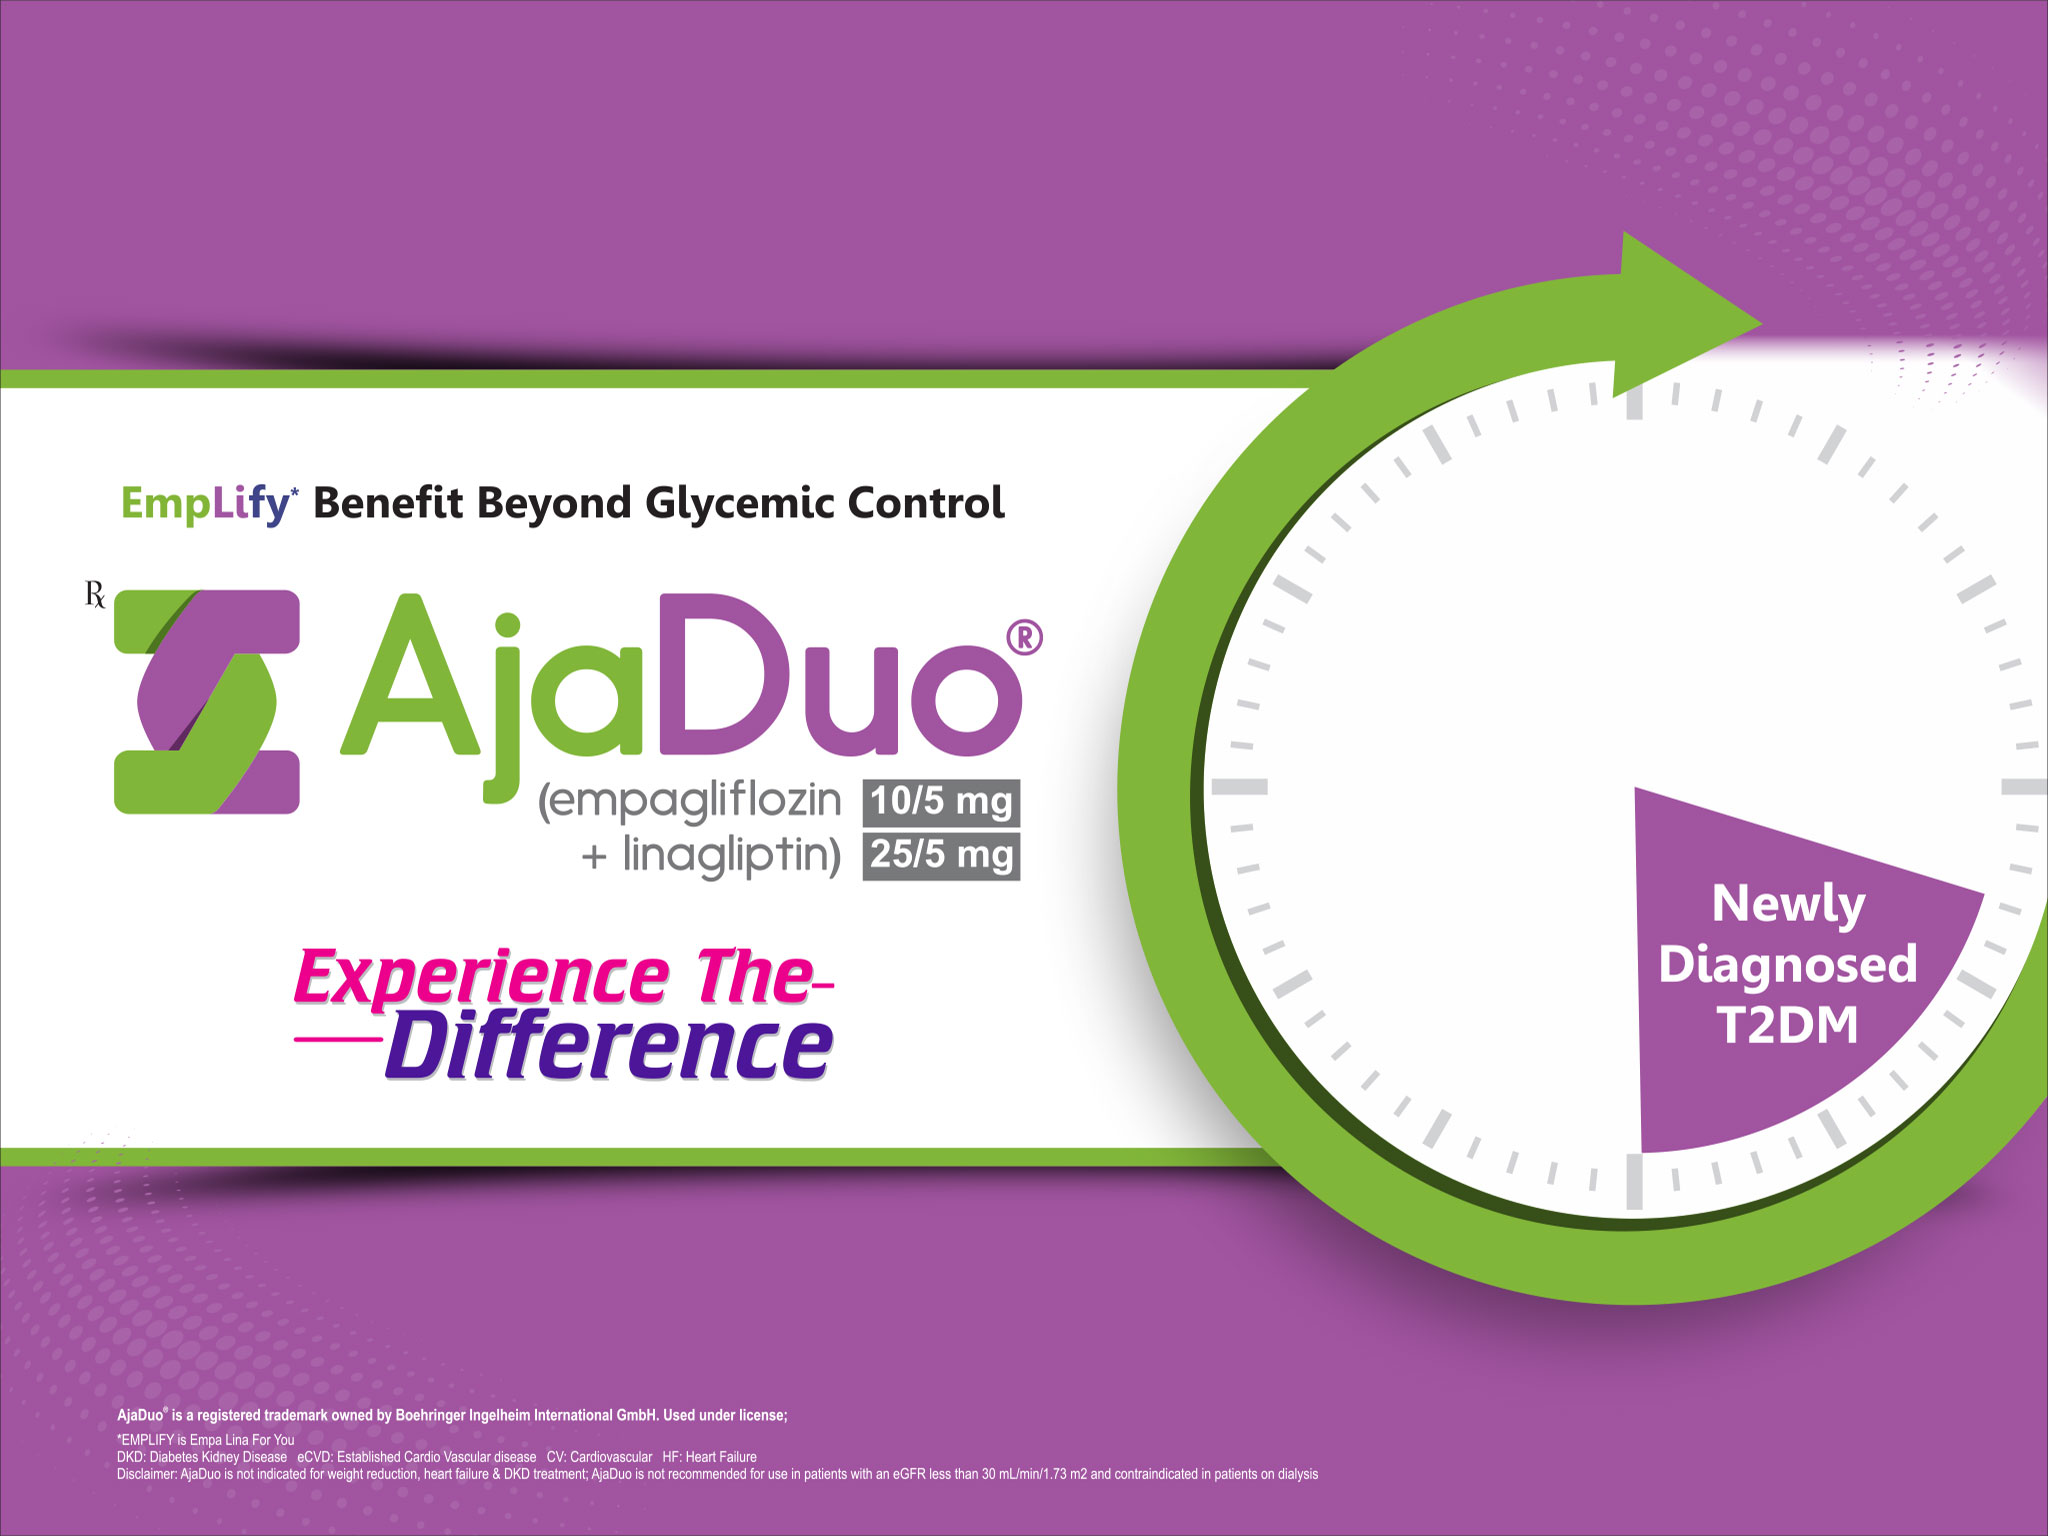 EmpLify* Benefit Beyond Glycemic Control
℞
AjaDuo®
(empagliflozin 10/5 mg
+ linagliptin) 25/5 mg
Experience The
Difference
Newly
Diagnosed
T2DM
AjaDuo® is a registered trademark owned by Boehringer Ingelheim International GmbH. Used under license;
*EMPLIFY is Empa Lina For You
DKD: Diabetes Kidney Disease eCVD: Established Cardio Vascular disease CV: Cardiovascular HF: Heart Failure
Disclaimer: AjaDuo is not indicated for weight reduction, heart failure & DKD treatment; AjaDuo is not recommended for use in patients with an eGFR less than 30 mL/min/1.73 m2 and contraindicated in patients on dialysis